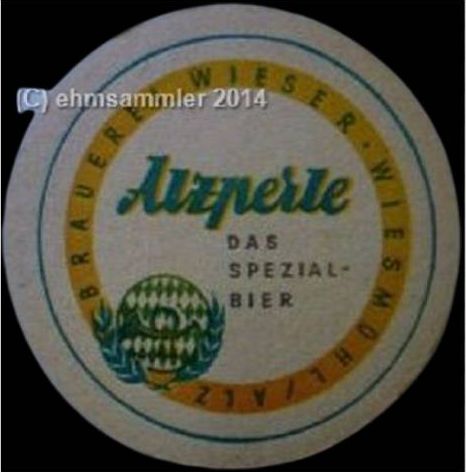 (C) ehmsammler 2014
BRAUEREI WIESER · WIESMÜHL/ALZ
Alzperle
DAS
SPEZIAL-
BIER